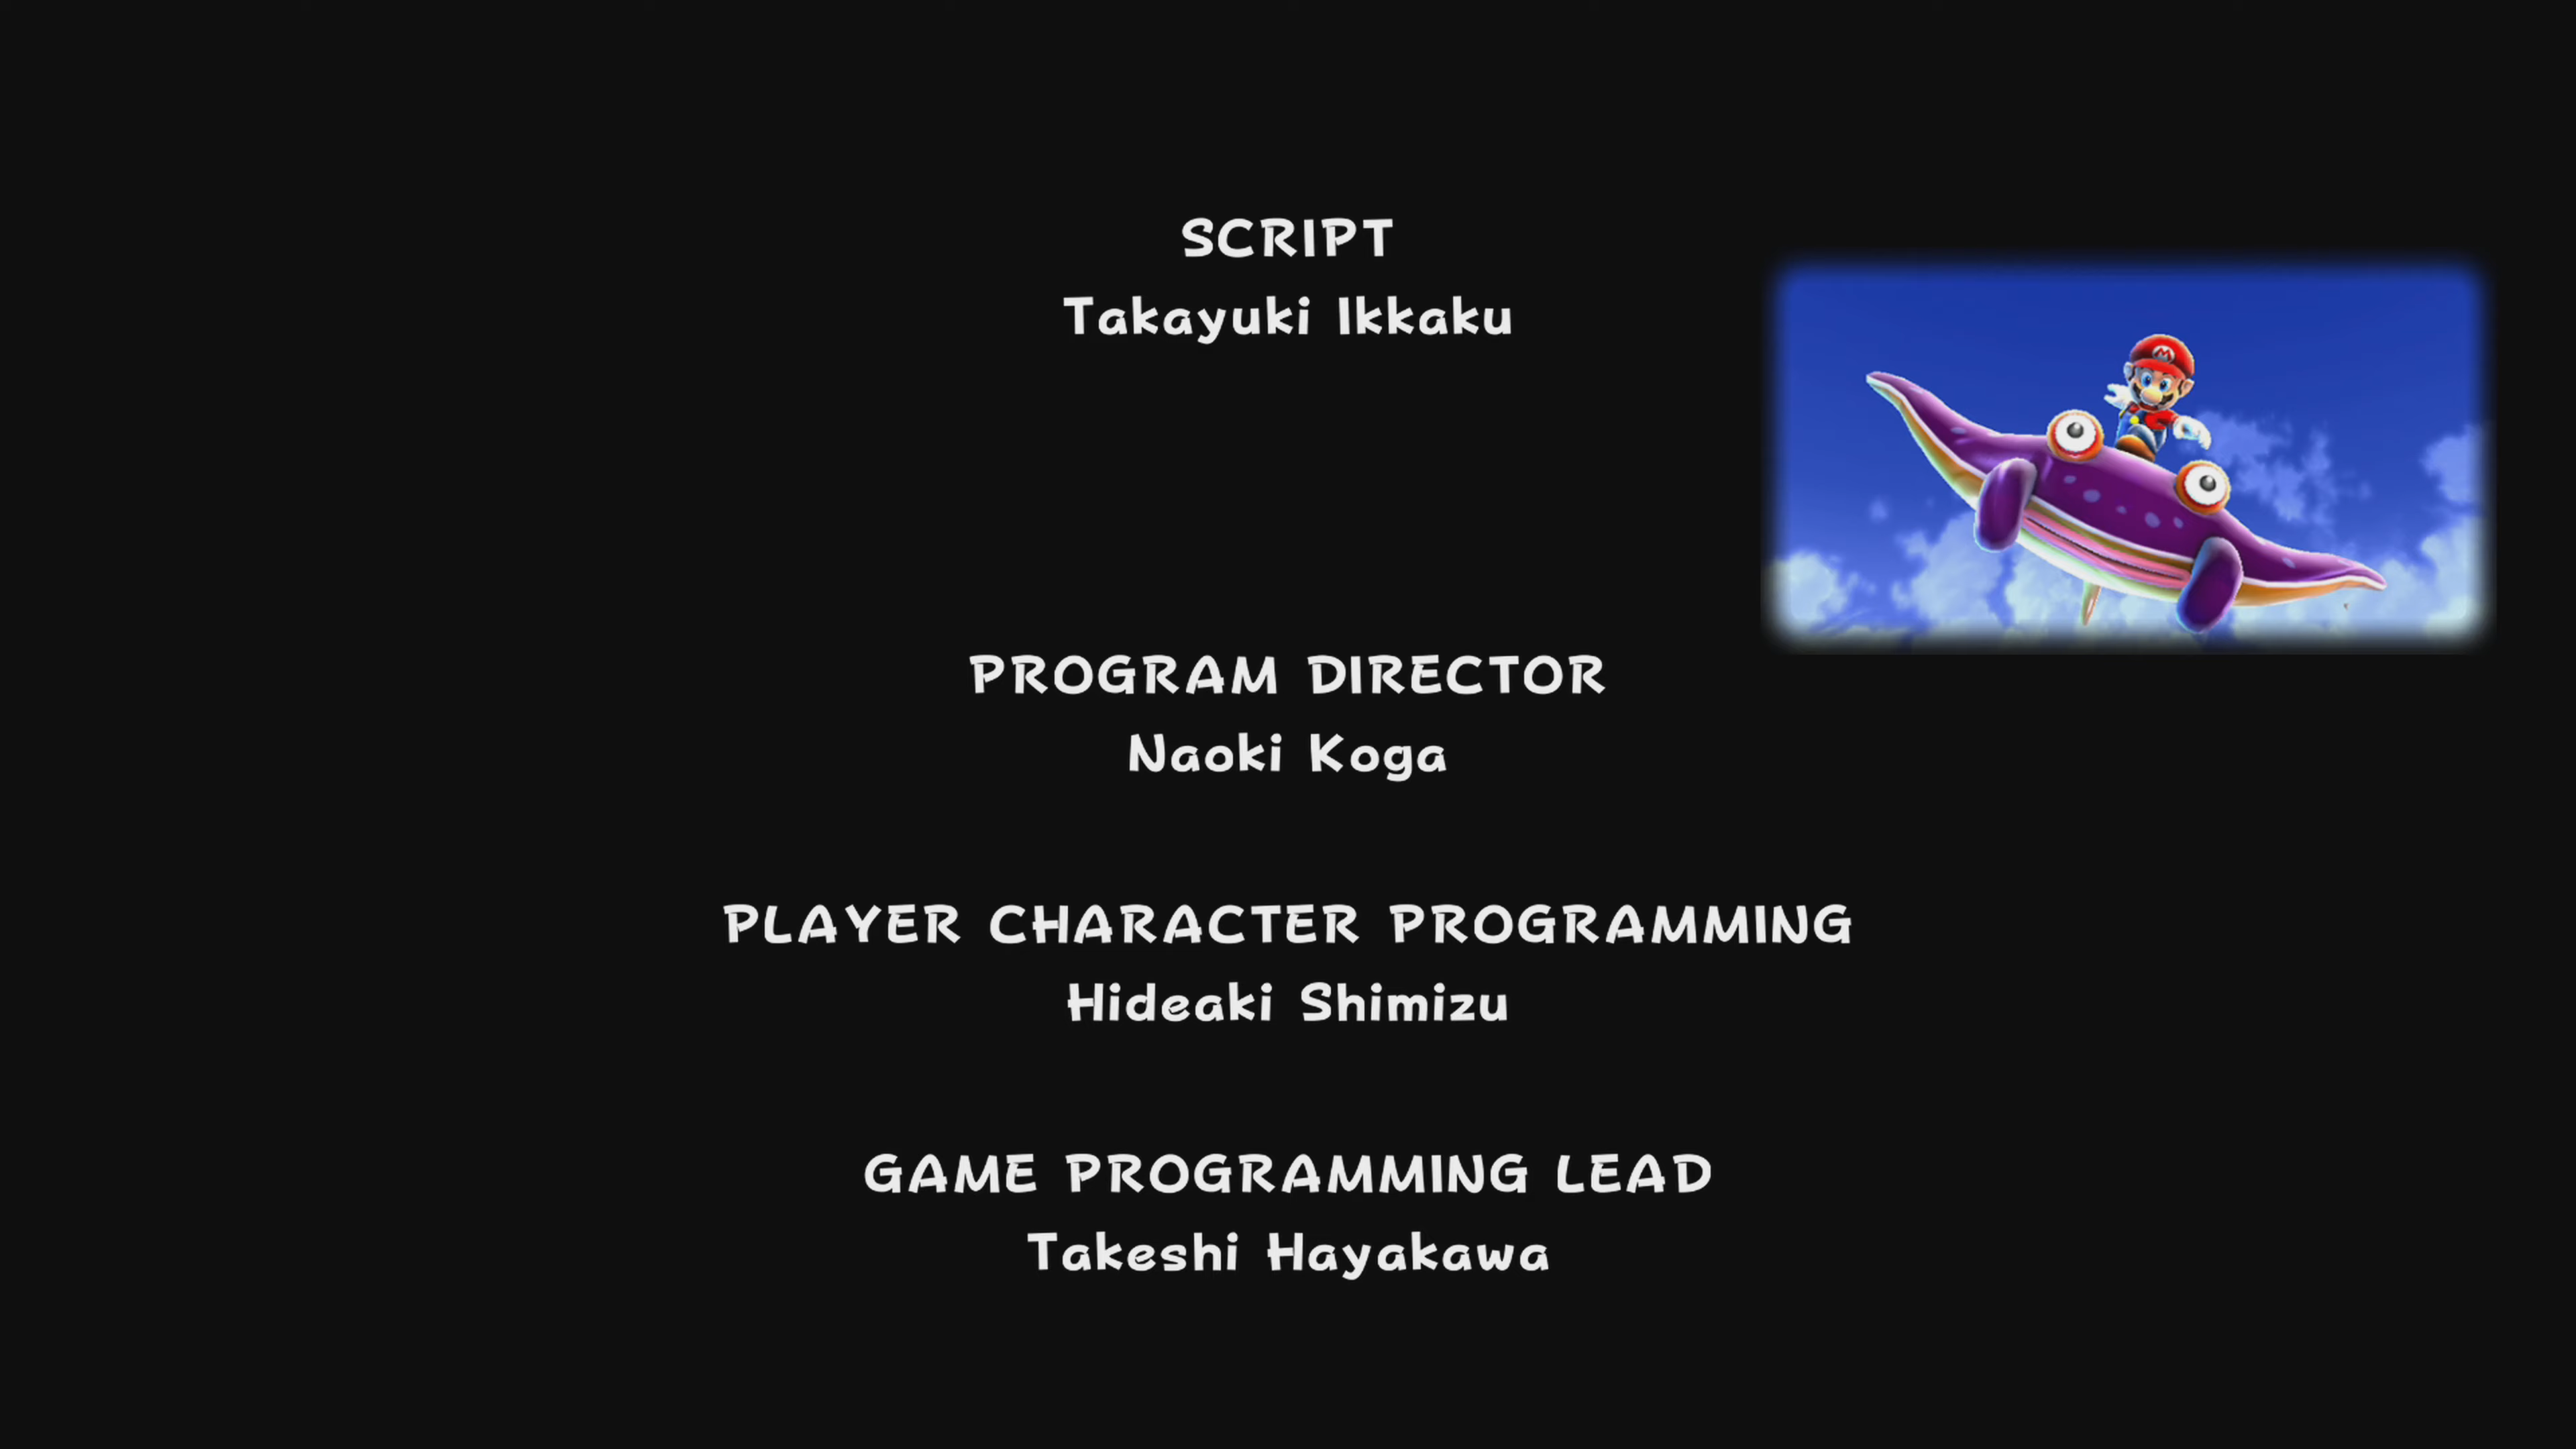 SCRIPT
Takayuki Ikkaku
PROGRAM DIRECTOR
Naoki Koga
PLAYER CHARACTER PROGRAMMING
Hideaki Shimizu
GAME PROGRAMMING LEAD
Takeshi Hayakawa